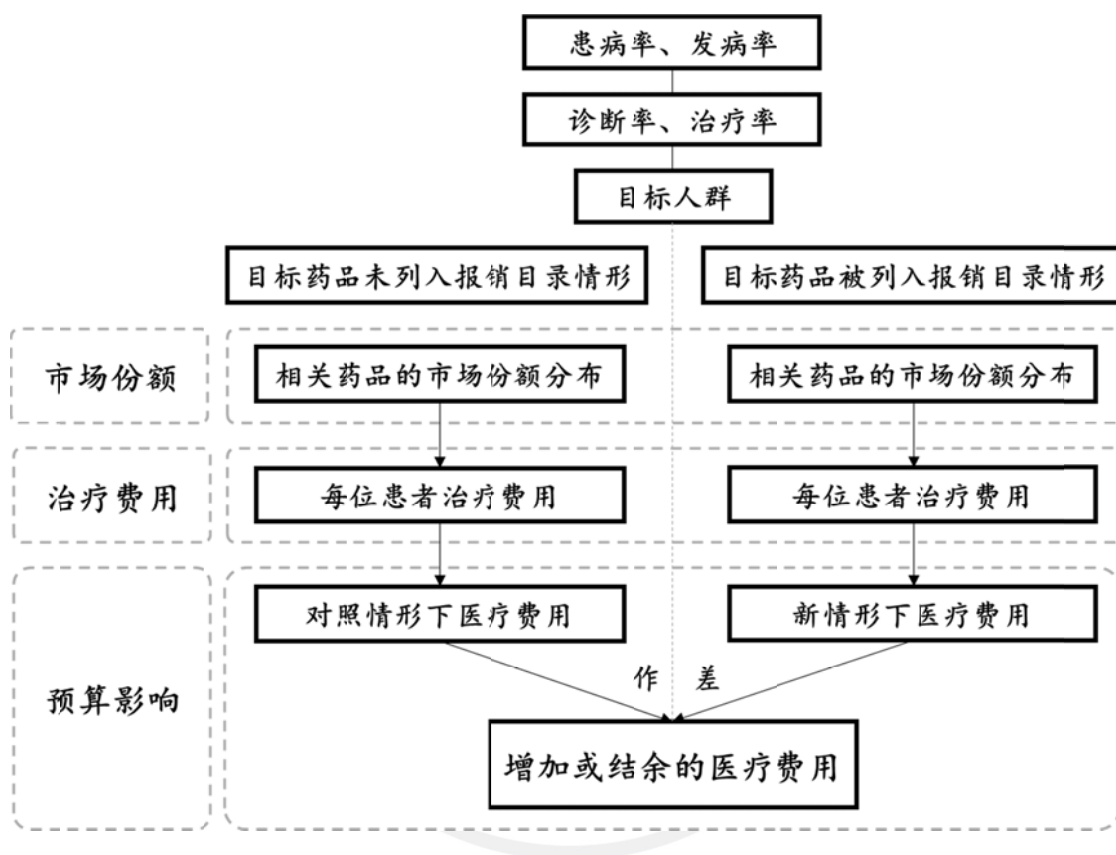 患病率、发病率
诊断率、治疗率
目标人群
目标药品未列入报销目录情形
目标药品被列入报销目录情形
市场份额
相关药品的市场份额分布
相关药品的市场份额分布
治疗费用
每位患者治疗费用
每位患者治疗费用
预算影响
对照情形下医疗费用
新情形下医疗费用
作 差
增加或结余的医疗费用